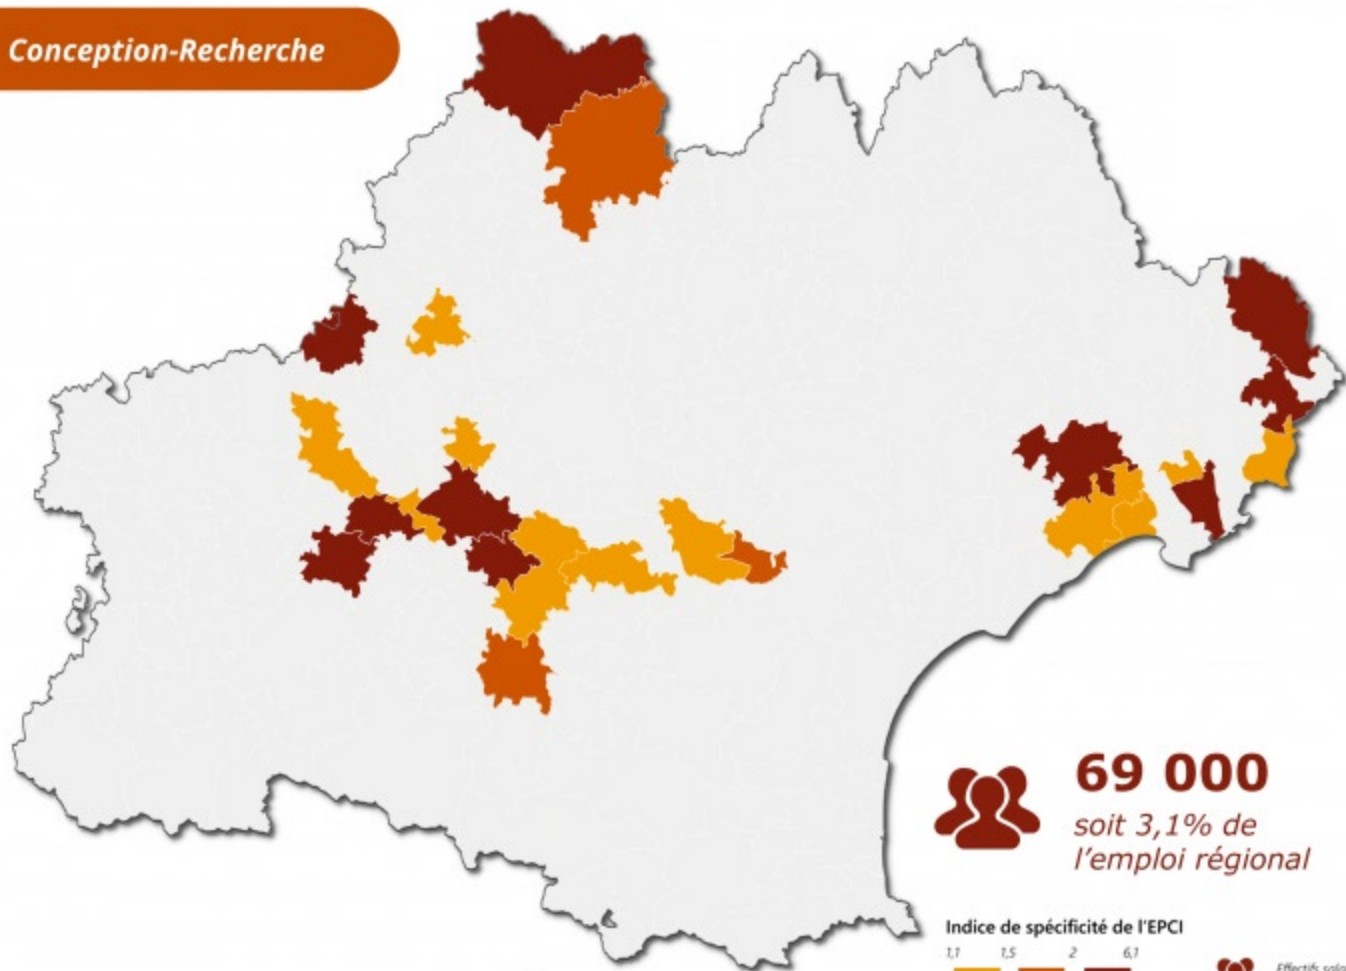 Conception-Recherche
69 000
soit 3,1% de
l'emploi régional
Indice de spécificité de l'EPCI
1,1 1,5 2 6,1
Effectifs